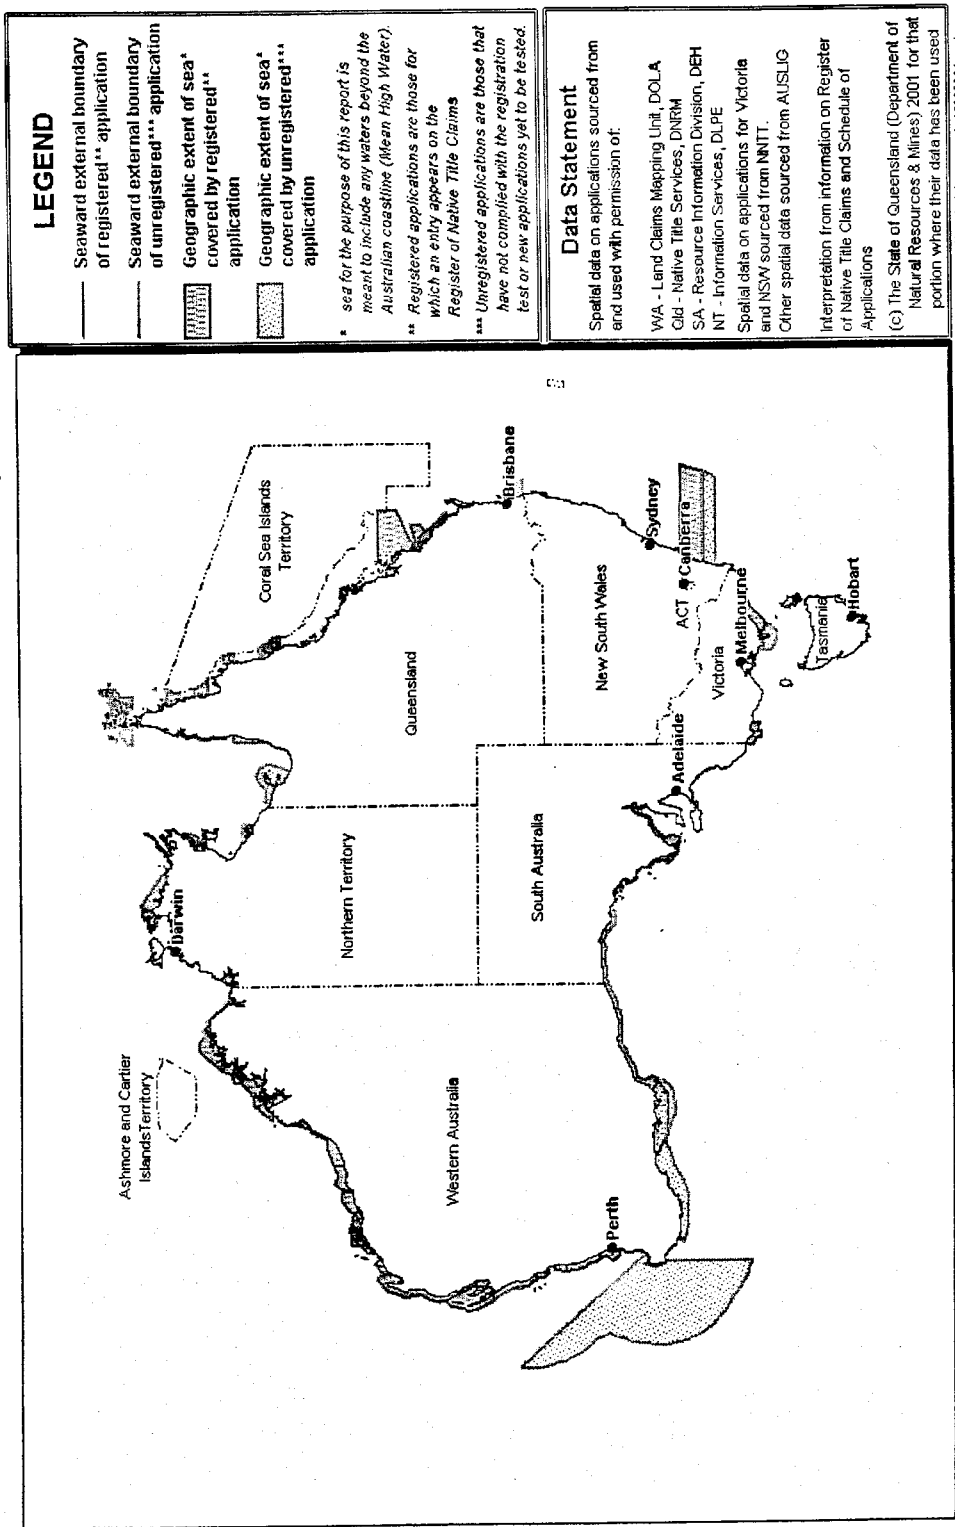 LEGEND
Seaward external boundary
of registered** application
Seaward external boundary
of unregistered*** application
Geographic extent of sea*
covered by registered**
application
Geographic extent of sea*
covered by unregistered***
application
* sea for the purpose of this report is
meant to include any waters beyond the
Australian coastline (Mean High Water).
** Registered applications are those for
which an entry appears on the
Register of Native Title Claims
*** Unregistered applications are those that
have not complied with the registration
test or new applications yet to be tested.
Data Statement
Spatial data on applications sourced from
and used with permission of:
WA - Land Claims Mapping Unit, DOLA
Qld - Native Title Services, DNRM
SA - Resource Information Division, DEH
NT - Information Services, DLPE
Spatial data on applications for Victoria
and NSW sourced from NNTT.
Other spatial data sourced from AUSLIG
Interpretation from information on Register
of Native Title Claims and Schedule of
Applications
(c) The State of Queensland (Department of
Natural Resources & Mines) 2001 for that
portion where their data has been used
Ashmore and Cartier
IslandsTerritory
Darwin
Coral Sea Islands
Territory
Northern Territory
Queensland
Western Australia
South Australia
Brisbane
New South Wales
Perth
Adelaide
Sydney
ACT
Canberra
Victoria
Melbourne
Tasmania
Hobart